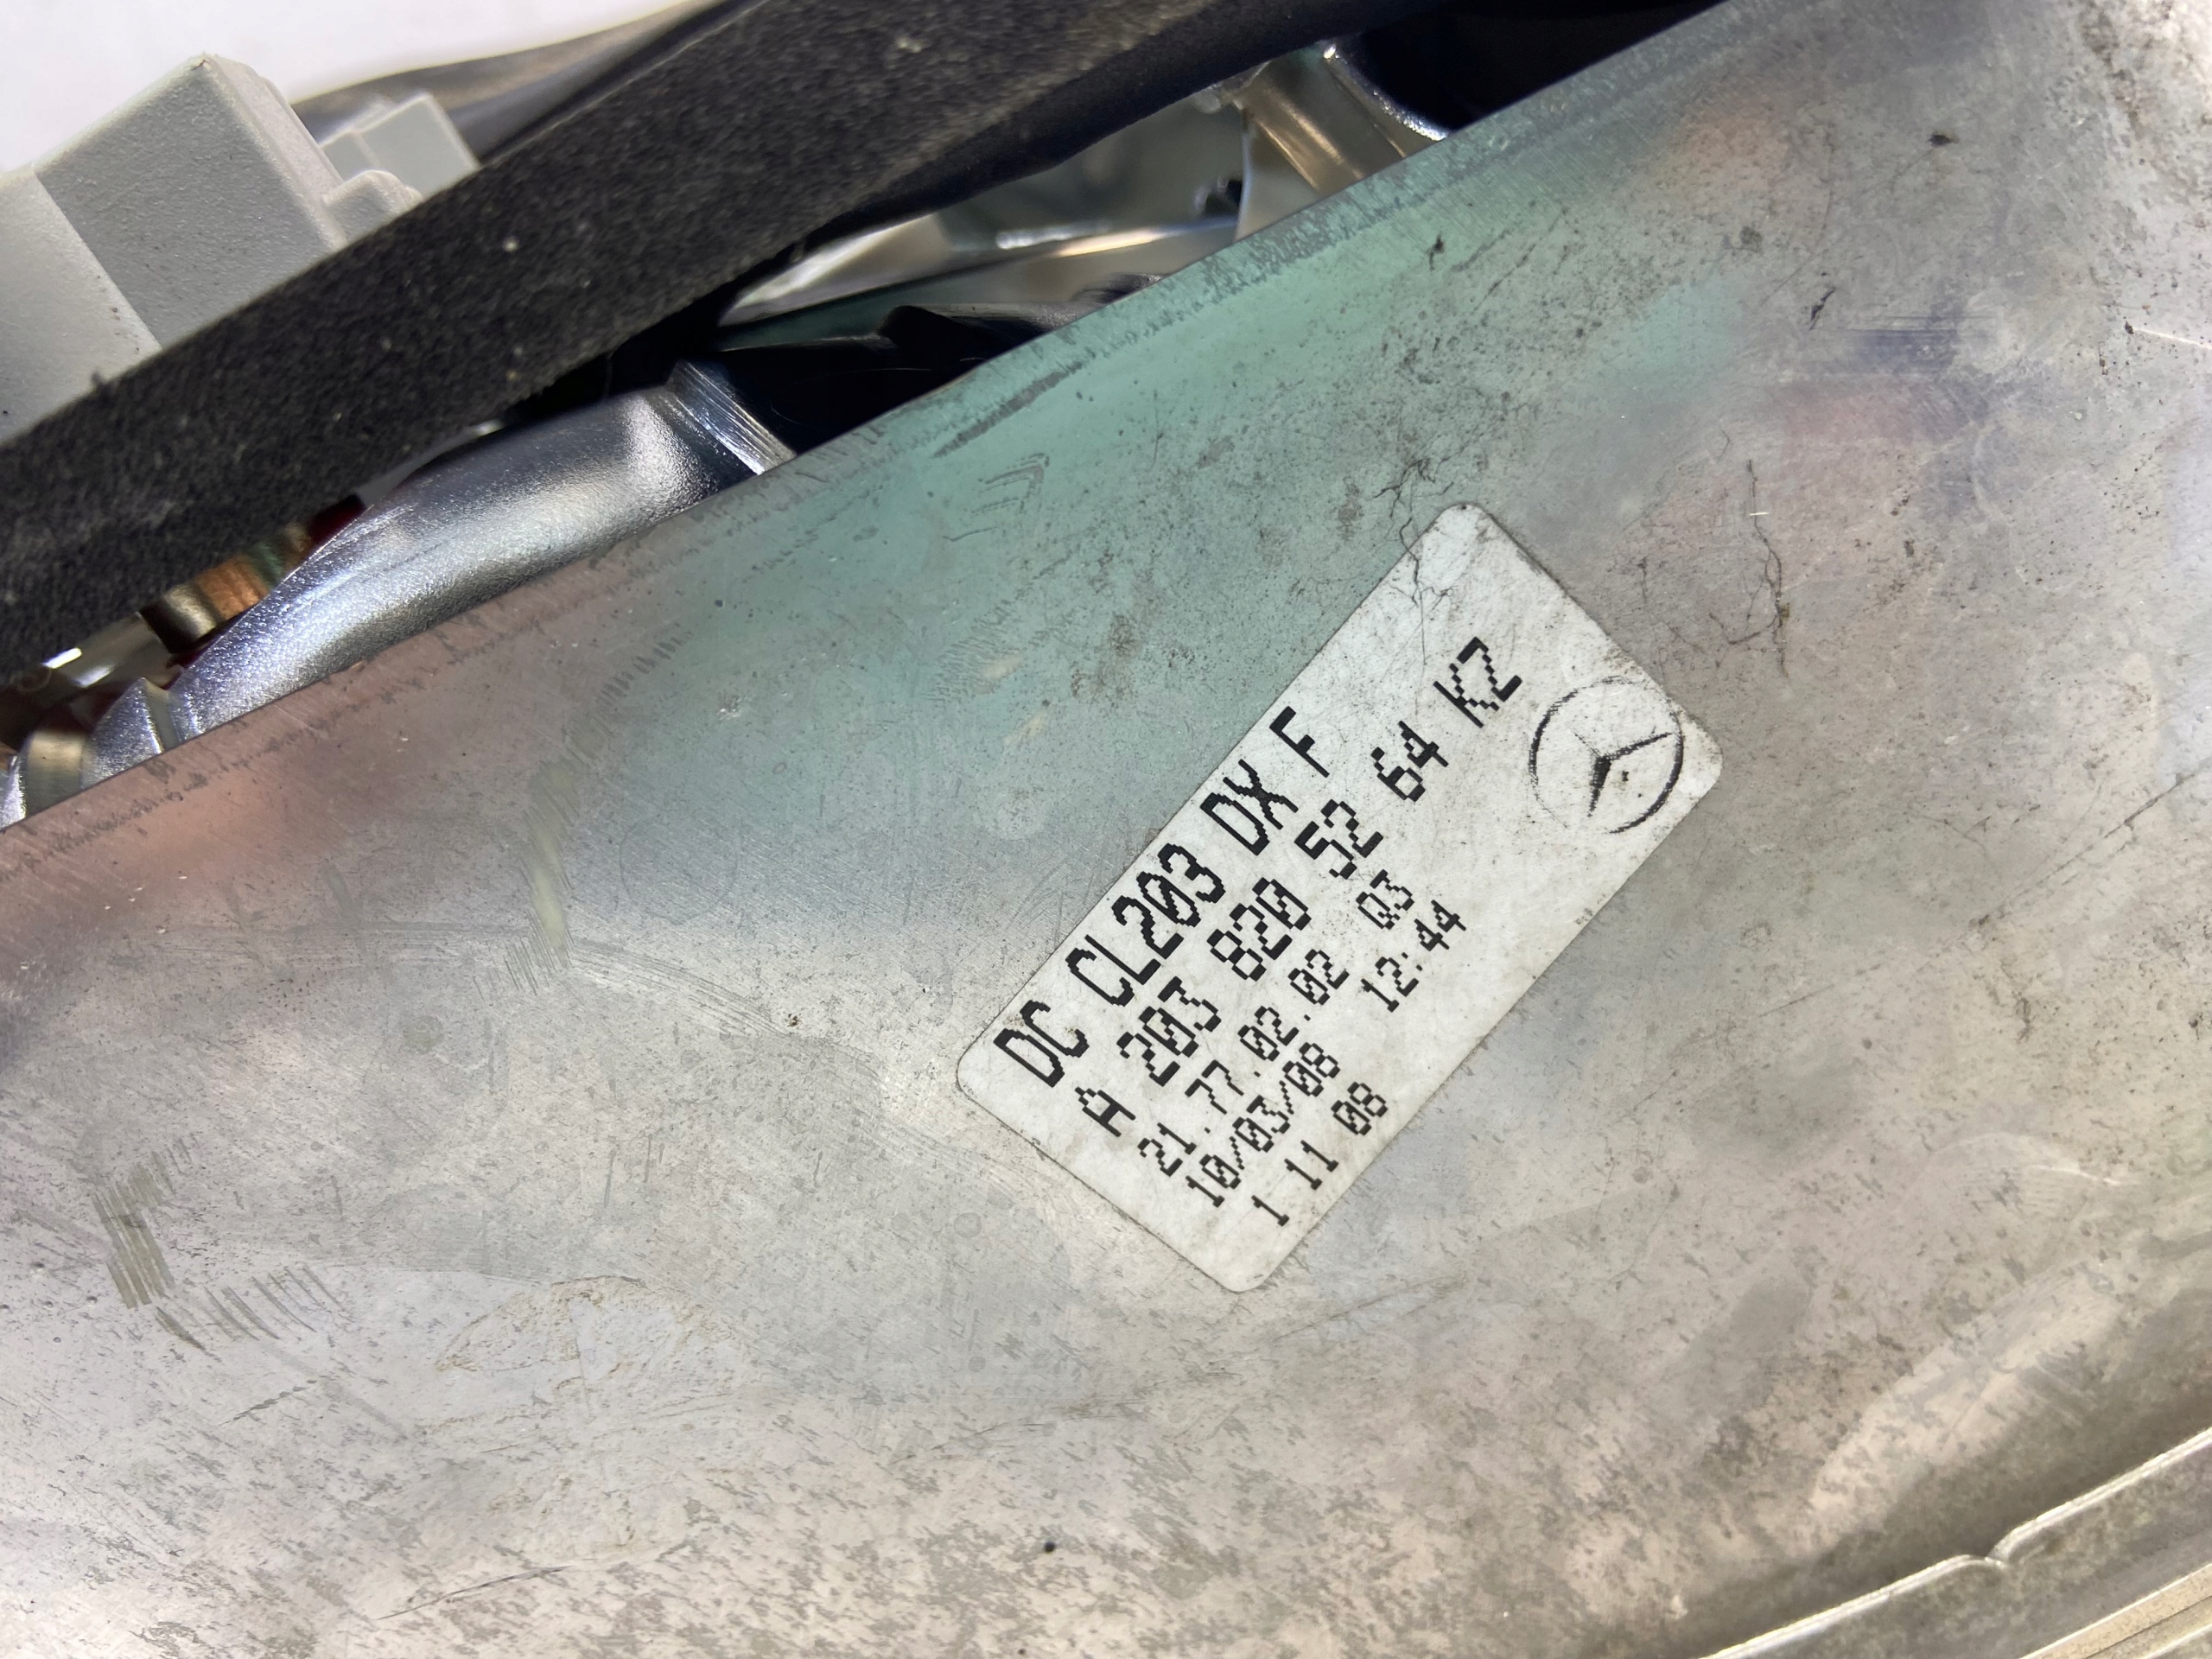 DC CL203 DX F
A 203 820 52 64 KZ
21.77.02.02 Q3
10/03/08 12:44
1 11 08